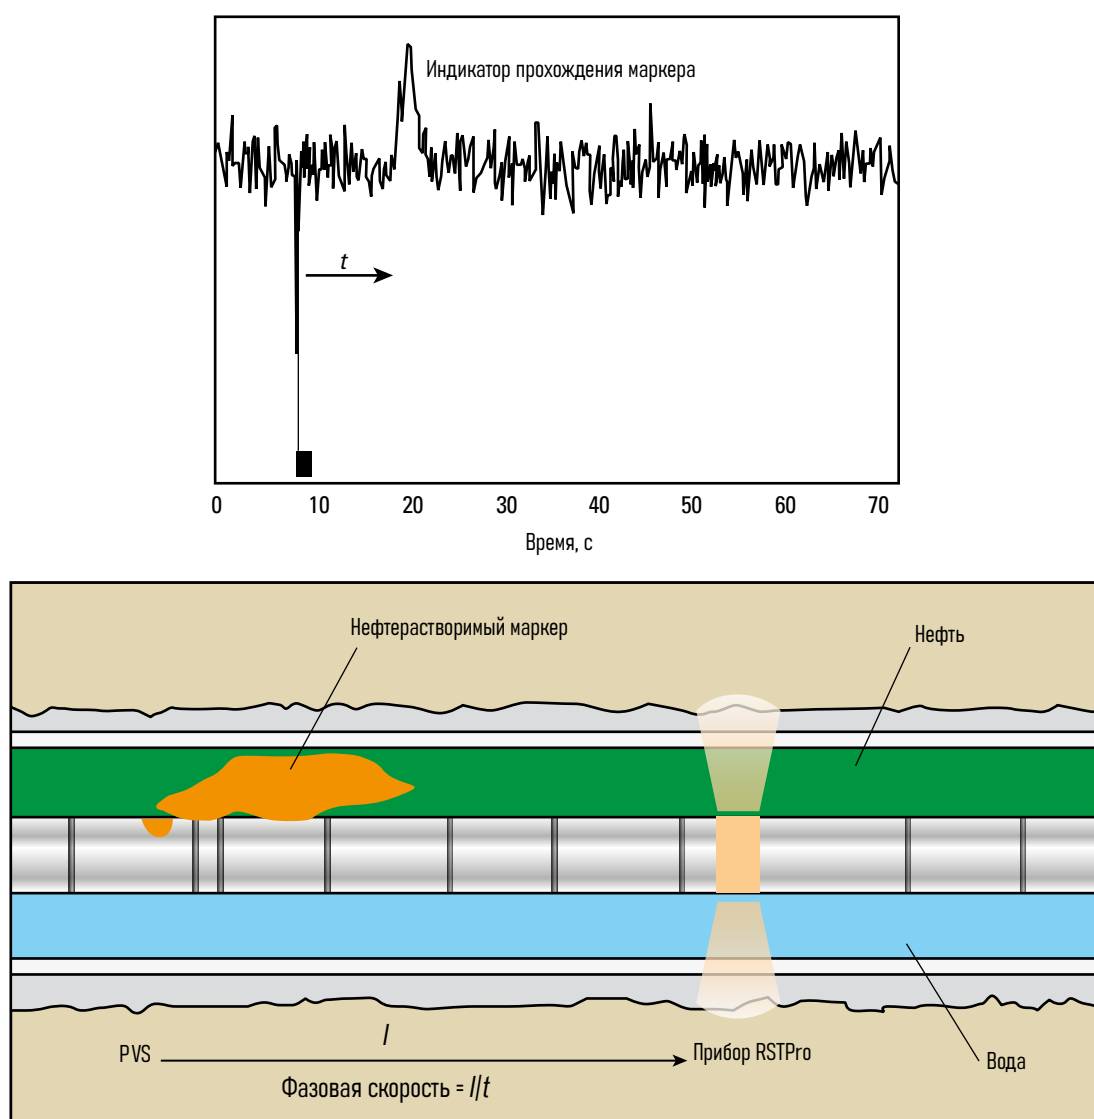 Индикатор прохождения маркера
t
0 10 20 30 40 50 60 70
Время, с
Нефтерастворимый маркер
Нефть
l
PVS
Прибор RSTPro
Вода
Фазовая скорость = l/t